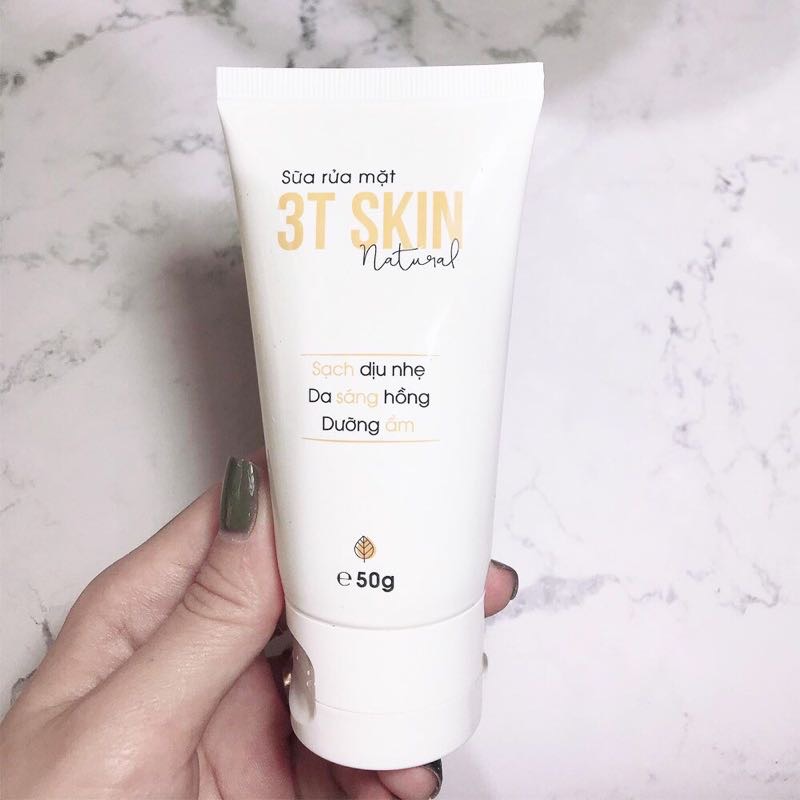 Sữa rửa mặt
3T SKIN
Natural
Sạch dịu nhẹ
Da sáng hồng
Dưỡng ẩm
℮ 50g